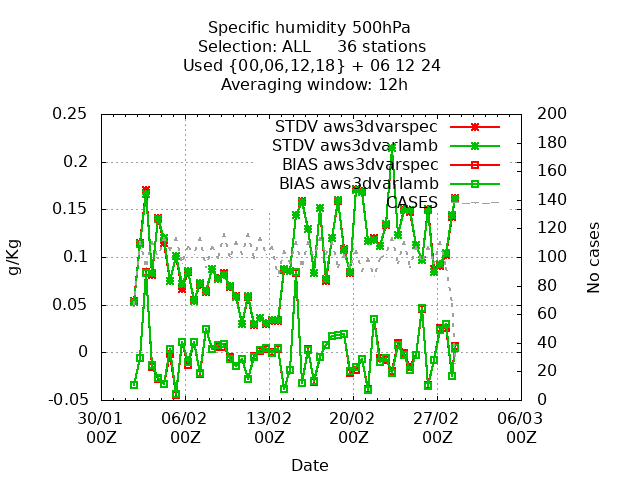 Specific humidity 500hPa
Selection: ALL 36 stations
Used {00,06,12,18} + 06 12 24
Averaging window: 12h
0.25 200
STDV aws3dvarspec
180
STDV aws3dvarlamb
0.2 160
BIAS aws3dvarspec
BIAS aws3dvarlamb
0.15 140
CASES
120
0.1 100
g/Kg No cases
80
0.05 60
40
0
20
-0.05 0
30/01 06/02 13/02 20/02 27/02 06/03
00Z 00Z 00Z 00Z 00Z 00Z
Date